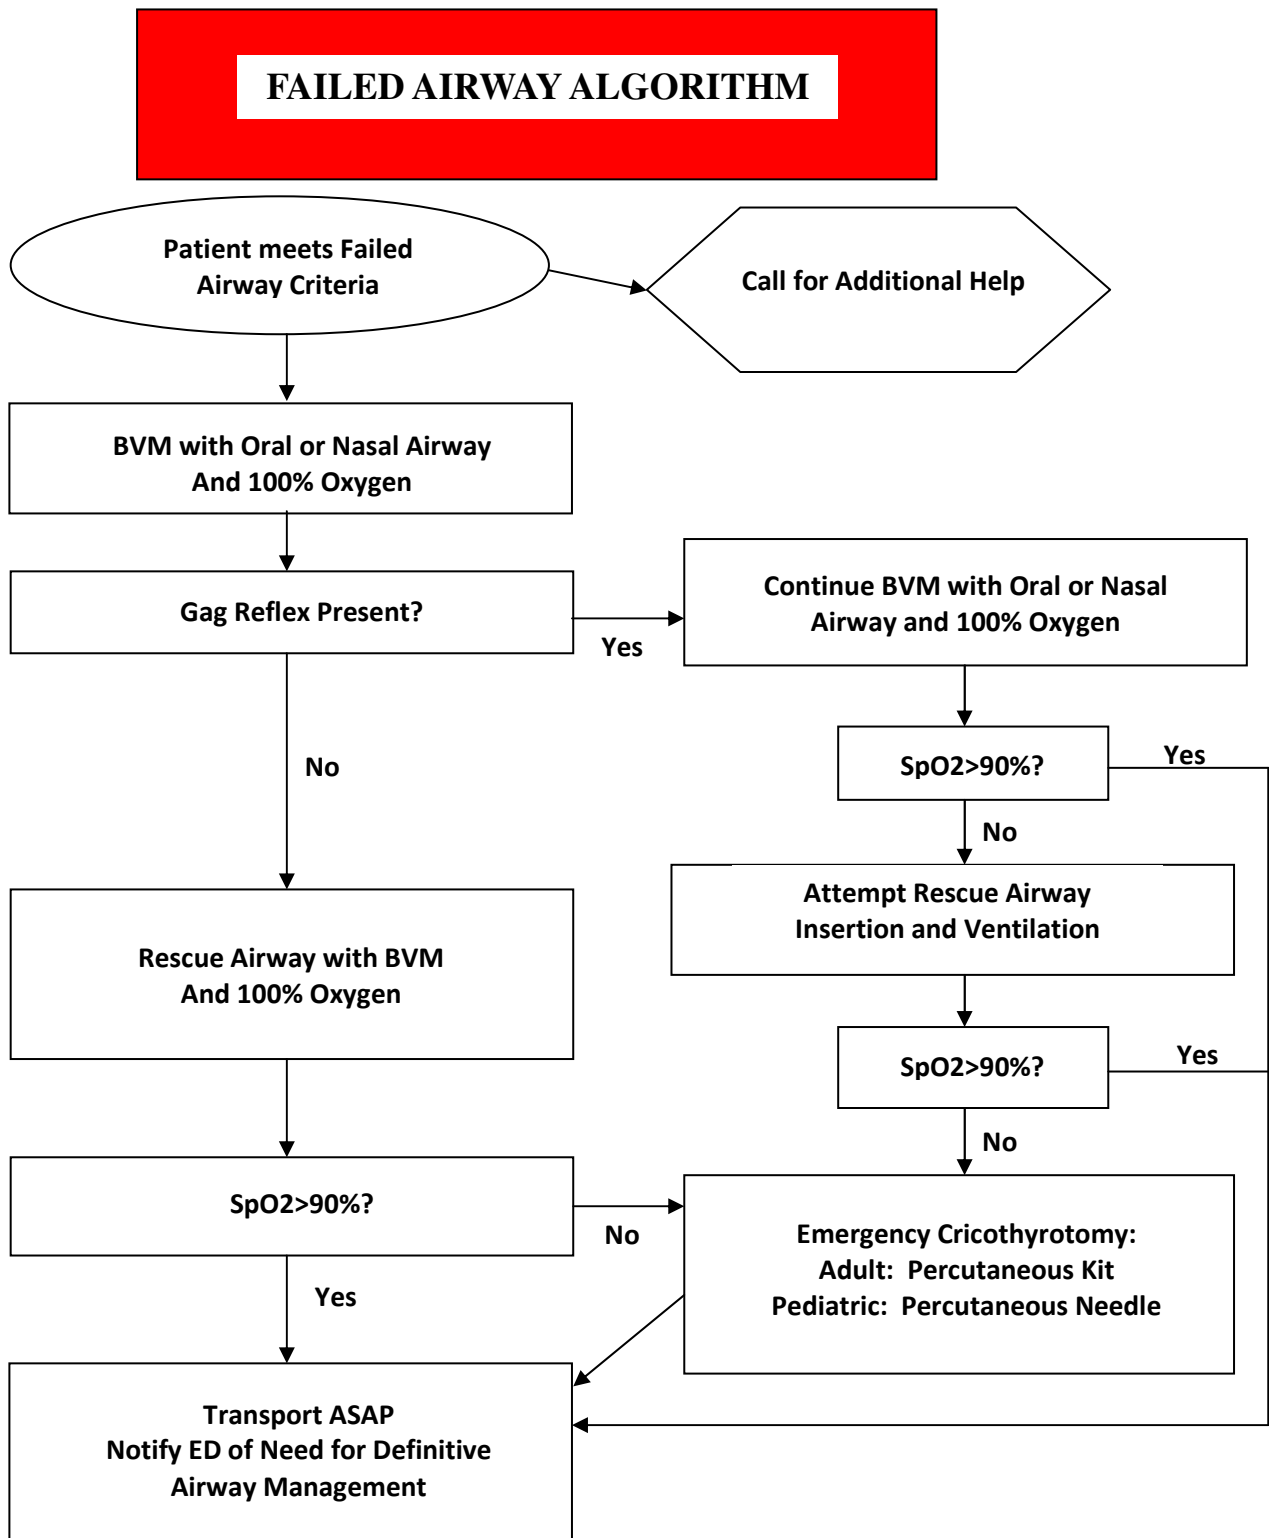 FAILED AIRWAY ALGORITHM
Patient meets Failed
Airway Criteria
Call for Additional Help
BVM with Oral or Nasal Airway
And 100% Oxygen
Gag Reflex Present?
Yes
Continue BVM with Oral or Nasal
Airway and 100% Oxygen
No
SpO2>90%?
Yes
No
Attempt Rescue Airway
Insertion and Ventilation
Rescue Airway with BVM
And 100% Oxygen
SpO2>90%?
Yes
No
SpO2>90%?
No
Yes
Emergency Cricothyrotomy:
Adult:  Percutaneous Kit
Pediatric:  Percutaneous Needle
Transport ASAP
Notify ED of Need for Definitive
Airway Management